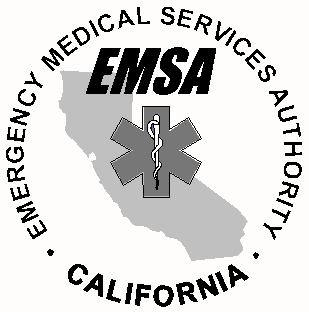 · EMERGENCY MEDICAL SERVICES AUTHORITY ·
EMSA
CALIFORNIA